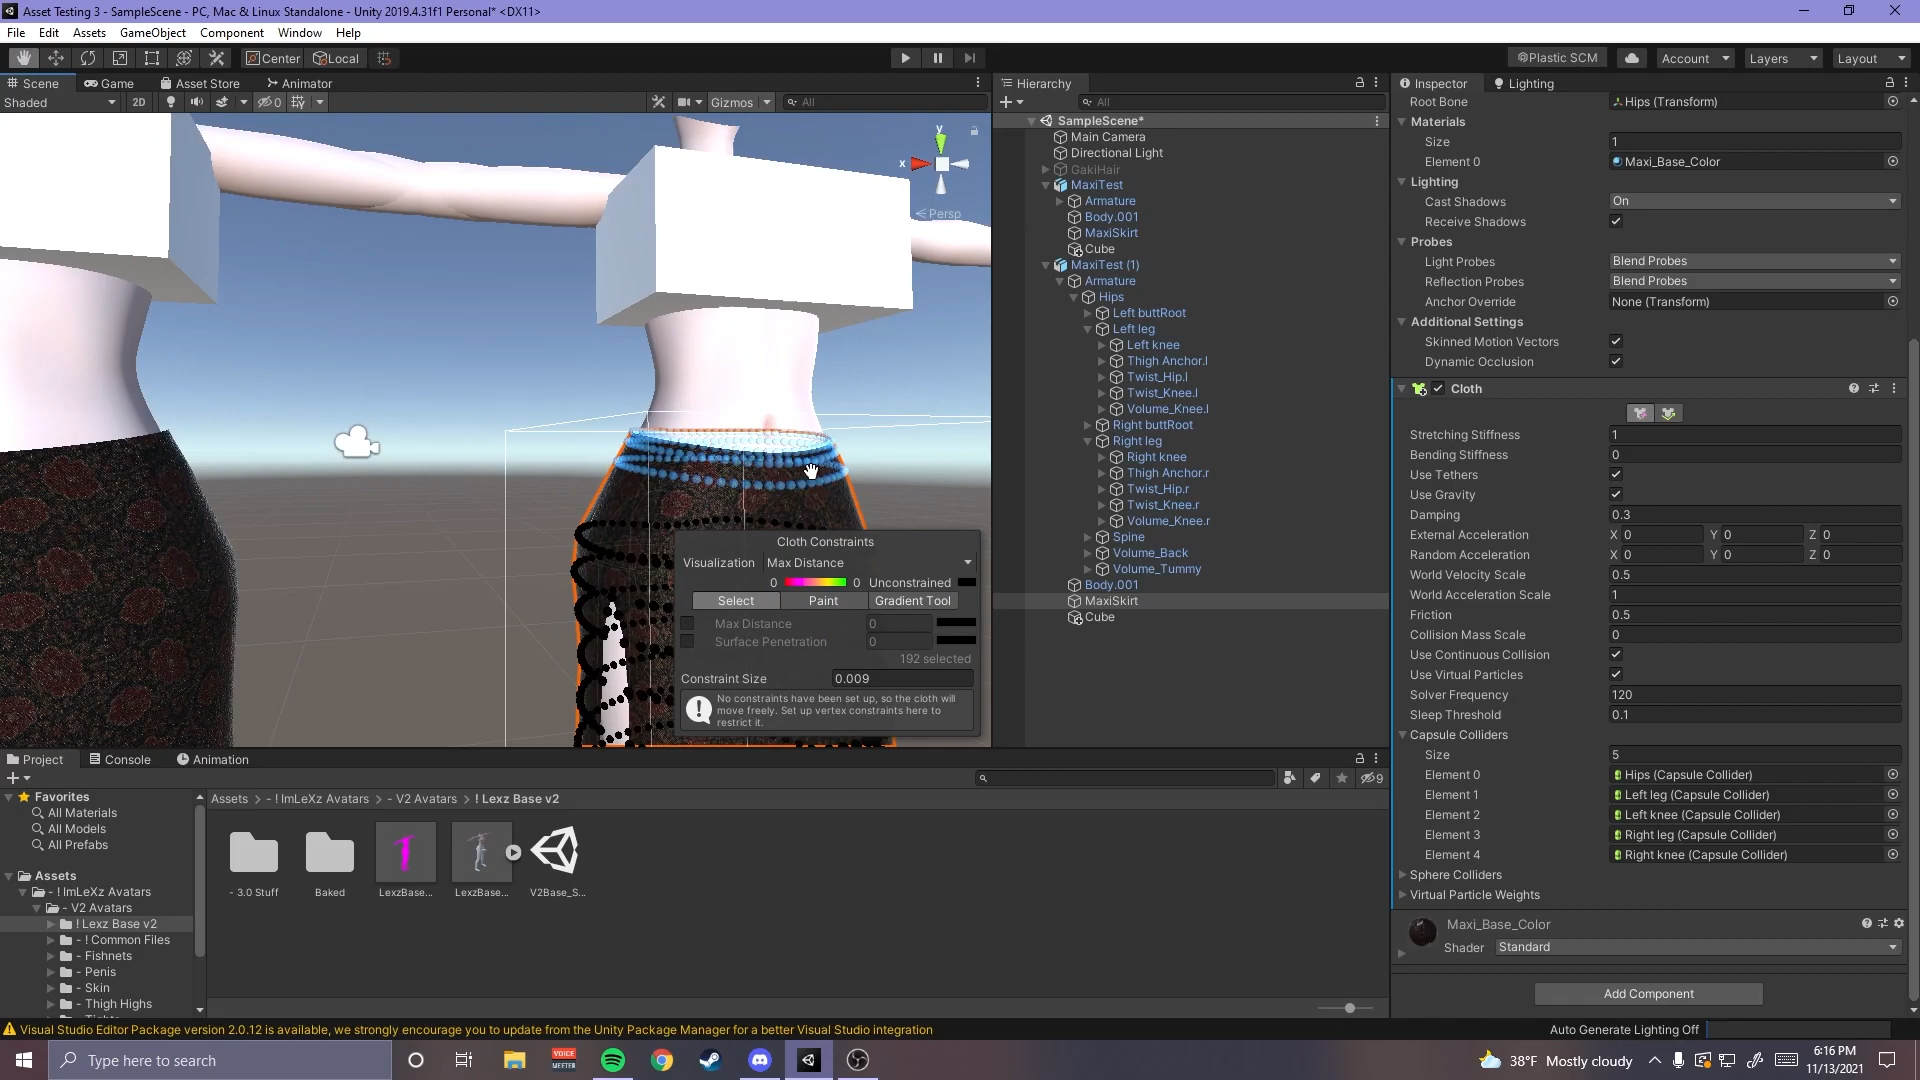 Asset Testing 3 - SampleScene - PC, Mac & Linux Standalone - Unity 2019.4.31f1 Personal* <DX11>
File Edit Assets GameObject Component Window Help
Center Local Plastic SCM Account Layers Layout
Scene Game Asset Store Animator
Shaded 2D 0 Gizmos All
y
x
< Persp
Cloth Constraints
Visualization Max Distance
0 0 Unconstrained
Select Paint Gradient Tool
Max Distance 0
Surface Penetration 0
192 selected
Constraint Size 0.009
No constraints have been set up, so the cloth will
move freely. Set up vertex constraints here to
restrict it.
Hierarchy
All
SampleScene*
Main Camera
Directional Light
GakiHair
MaxiTest
Armature
Body.001
MaxiSkirt
Cube
MaxiTest (1)
Armature
Hips
Left buttRoot
Left leg
Left knee
Thigh Anchor.l
Twist_Hip.l
Twist_Knee.l
Volume_Knee.l
Right buttRoot
Right leg
Right knee
Thigh Anchor.r
Twist_Hip.r
Twist_Knee.r
Volume_Knee.r
Spine
Volume_Back
Volume_Tummy
Body.001
MaxiSkirt
Cube
Inspector Lighting
Root Bone Hips (Transform)
Materials
Size 1
Element 0 Maxi_Base_Color
Lighting
Cast Shadows On
Receive Shadows
Probes
Light Probes Blend Probes
Reflection Probes Blend Probes
Anchor Override None (Transform)
Additional Settings
Skinned Motion Vectors
Dynamic Occlusion
Cloth
Stretching Stiffness 1
Bending Stiffness 0
Use Tethers
Use Gravity
Damping 0.3
External Acceleration X 0 Y 0 Z 0
Random Acceleration X 0 Y 0 Z 0
World Velocity Scale 0.5
World Acceleration Scale 1
Friction 0.5
Collision Mass Scale 0
Use Continuous Collision
Use Virtual Particles
Solver Frequency 120
Sleep Threshold 0.1
Capsule Colliders
Size 5
Element 0 Hips (Capsule Collider)
Element 1 Left leg (Capsule Collider)
Element 2 Left knee (Capsule Collider)
Element 3 Right leg (Capsule Collider)
Element 4 Right knee (Capsule Collider)
Sphere Colliders
Virtual Particle Weights
Maxi_Base_Color
Shader Standard
Add Component
Project Console Animation
9
Favorites
All Materials
All Models
All Prefabs
Assets
- ! ImLeXz Avatars
- V2 Avatars
! Lexz Base v2
- ! Common Files
- Fishnets
- Penis
- Skin
- Thigh Highs
Assets > - ! ImLeXz Avatars > - V2 Avatars > ! Lexz Base v2
- 3.0 Stuff Baked LexzBase... LexzBase... V2Base_S...
Visual Studio Editor Package version 2.0.12 is available, we strongly encourage you to update from the Unity Package Manager for a better Visual Studio integration
Auto Generate Lighting Off
Type here to search
VOICE
MEETER
38°F Mostly cloudy
6:16 PM
11/13/2021